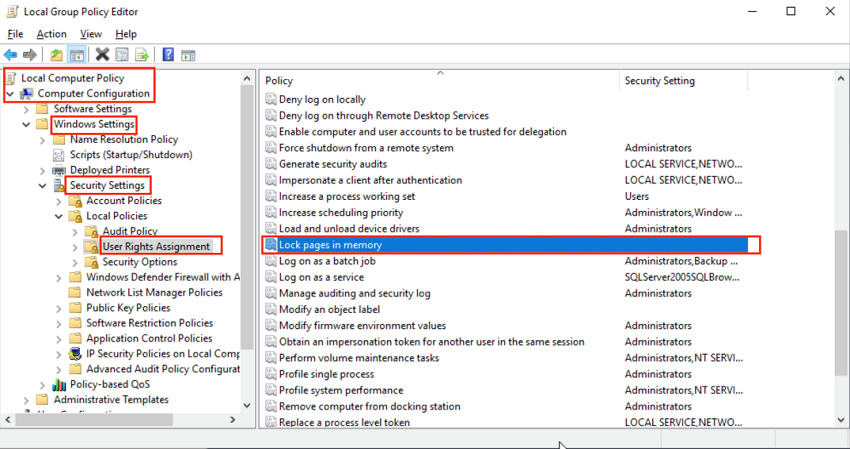 Local Group Policy Editor
File Action View Help
Local Computer Policy
Computer Configuration
Software Settings
Windows Settings
Name Resolution Policy
Scripts (Startup/Shutdown)
Deployed Printers
Security Settings
Account Policies
Local Policies
Audit Policy
User Rights Assignment
Security Options
Windows Defender Firewall with A
Network List Manager Policies
Public Key Policies
Software Restriction Policies
Application Control Policies
IP Security Policies on Local Comp
Advanced Audit Policy Configurat
Policy-based QoS
Administrative Templates
Policy Security Setting
Deny log on locally
Deny log on through Remote Desktop Services
Enable computer and user accounts to be trusted for delegation
Force shutdown from a remote system Administrators
Generate security audits LOCAL SERVICE,NETWO...
Impersonate a client after authentication LOCAL SERVICE,NETWO...
Increase a process working set Users
Increase scheduling priority Administrators,Window ...
Load and unload device drivers Administrators
Lock pages in memory
Log on as a batch job Administrators,Backup ...
Log on as a service SQLServer2005SQLBrow...
Manage auditing and security log Administrators
Modify an object label
Modify firmware environment values Administrators
Obtain an impersonation token for another user in the same session Administrators
Perform volume maintenance tasks Administrators,NT SERVI...
Profile single process Administrators
Profile system performance Administrators,NT SERVI...
Remove computer from docking station Administrators
Replace a process level token LOCAL SERVICE,NETWO...